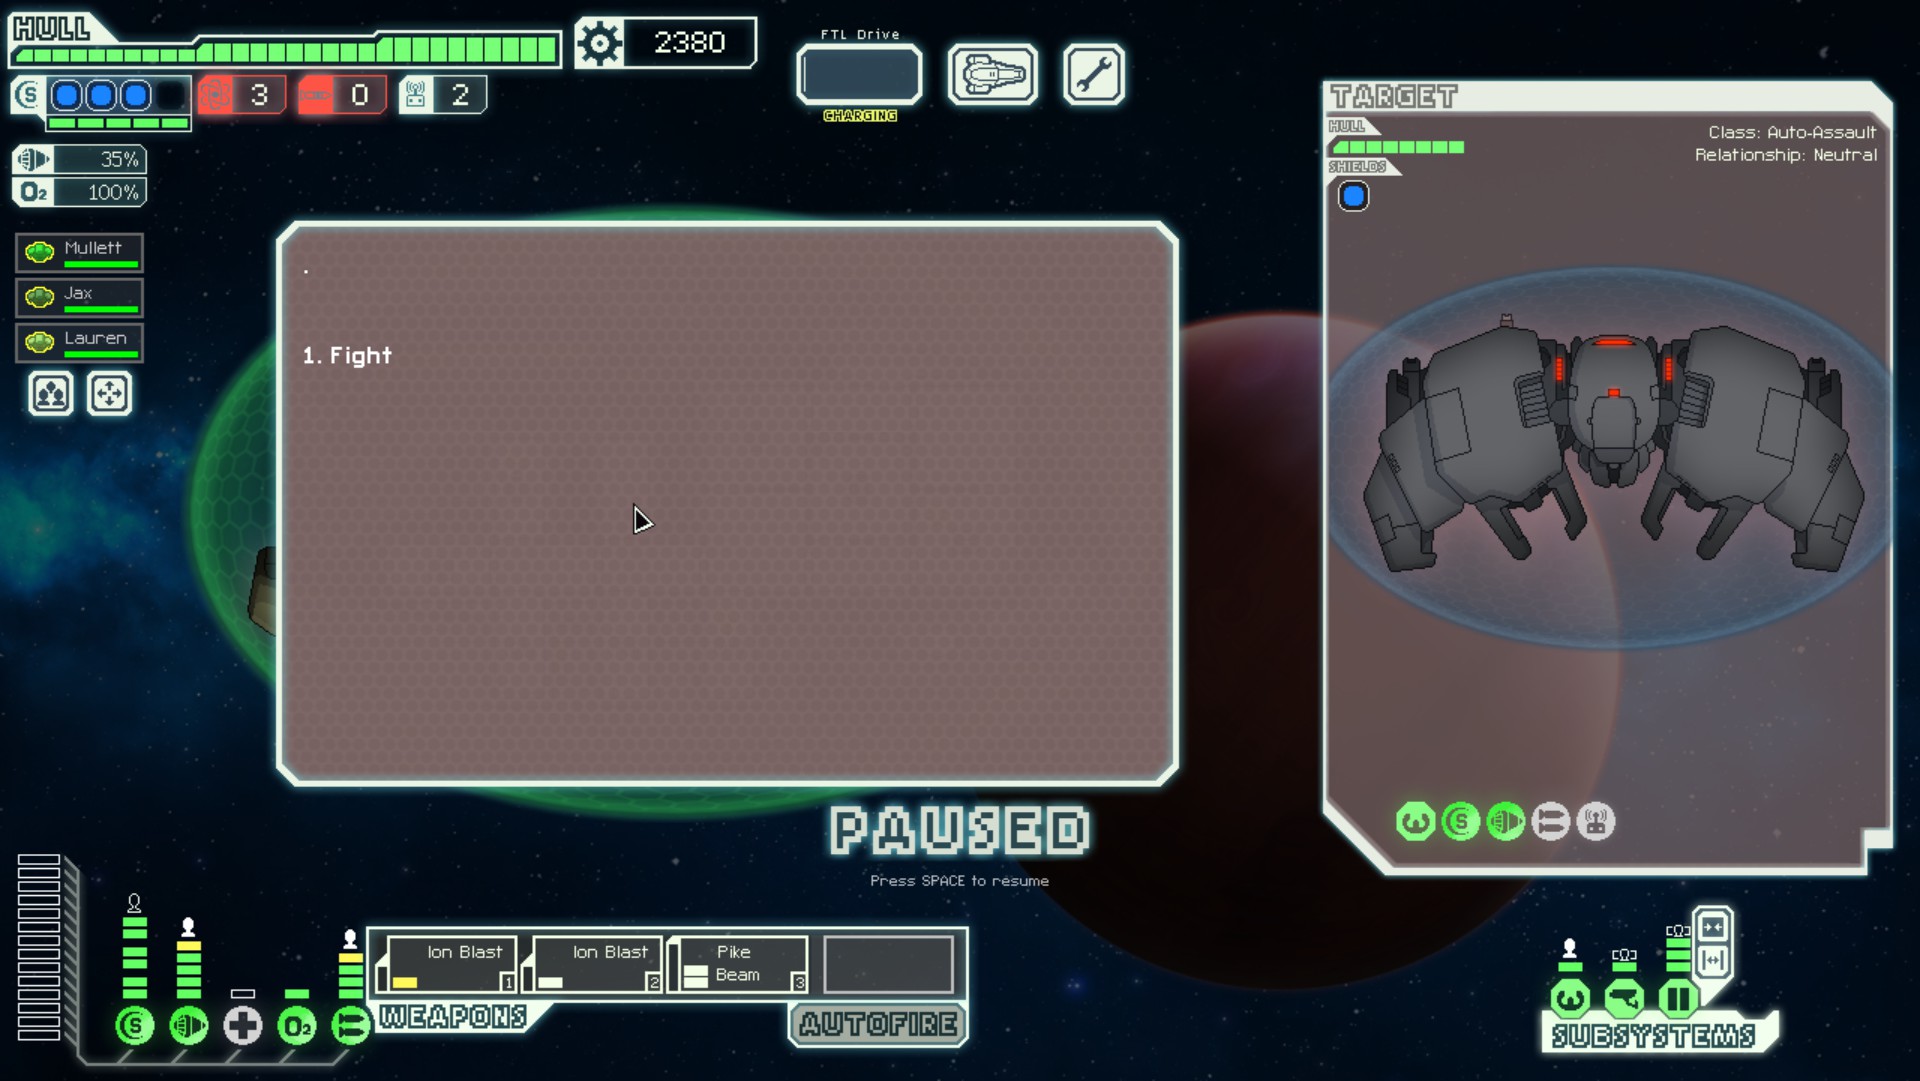 HULL
2380
FTL Drive
CHARGING
S
3
0
2
35%
O2
100%
Mullett
Jax
Lauren
.
1. Fight
TARGET
HULL
Class: Auto-Assault
Relationship: Neutral
SHIELDS
S
PAUSED
Press SPACE to resume
Ion Blast
1
Ion Blast
2
Pike
Beam
3
S
O2
WEAPONS
AUTOFIRE
SUBSYSTEMS